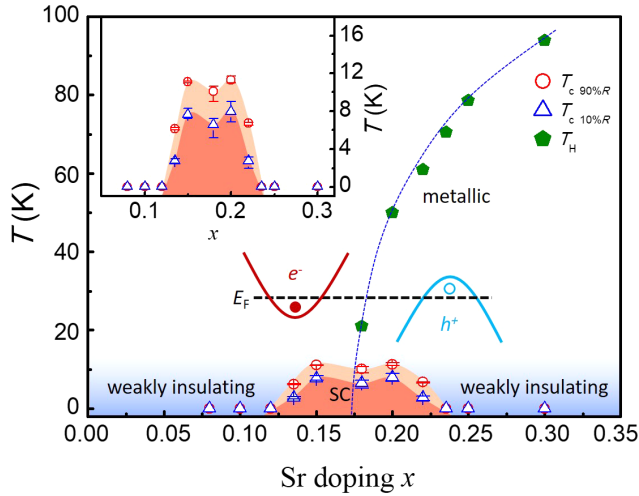 100
80
60
40
20
0
T (K)
0.00
0.05
0.10
0.15
0.20
0.25
0.30
0.35
Sr doping x
16
12
8
4
0
T (K)
0.1
0.2
0.3
x
Tc 90%R
Tc 10%R
TH
metallic
e-
EF
h+
weakly insulating
SC
weakly insulating